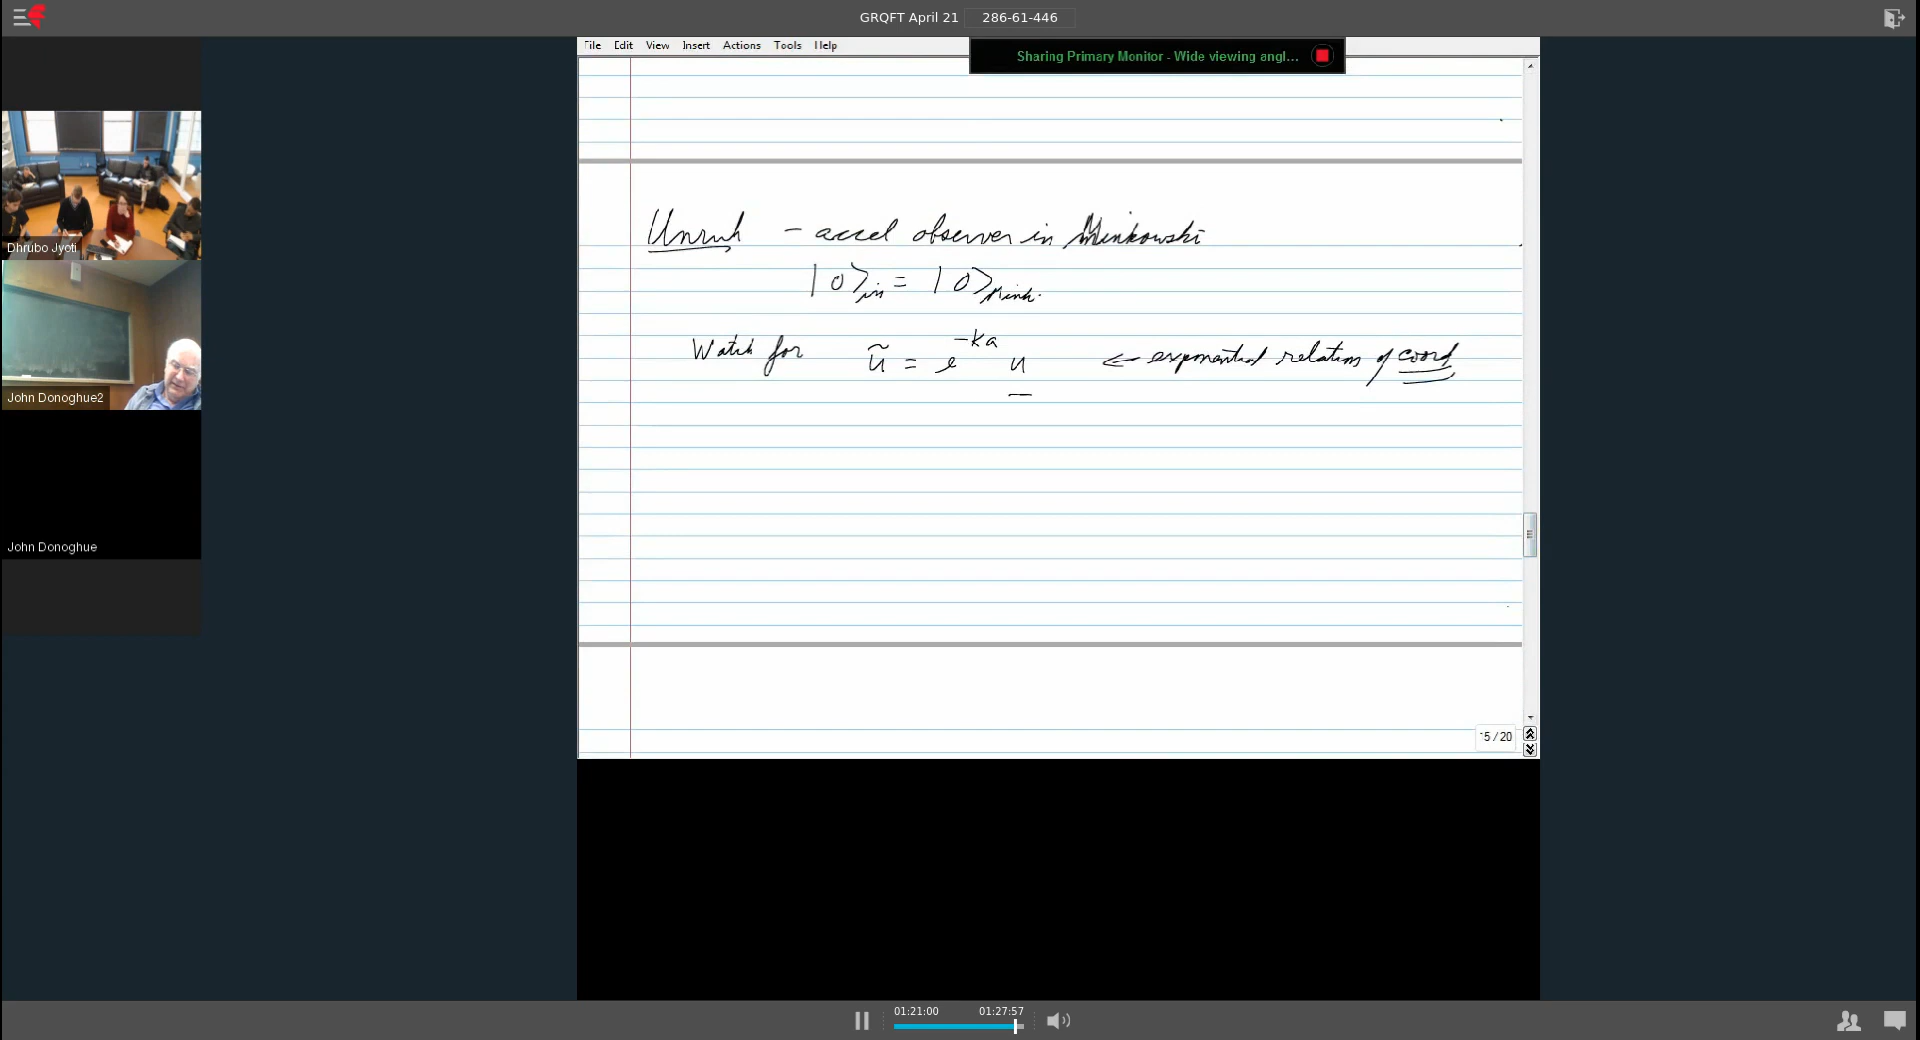 GRQFT April 21 286-61-446
File Edit View Insert Actions Tools Help
Sharing Primary Monitor - Wide viewing angl...
Unruh - accel observer in Minkowski
|0⟩in = |0⟩Mink.
Watch for ũ = e^-κa u ← exponential relation of coord
Dhrubo Jyoti
John Donoghue2
John Donoghue
15 / 20
01:21:00 01:27:57